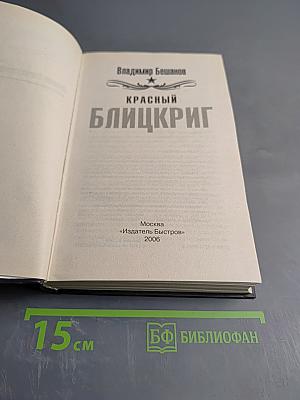 Владимир Бешанов
КРАСНЫЙ
БЛИЦКРИГ
Москва
«Издатель Быстров»
2006
15 см
БФ БИБЛИОФАН